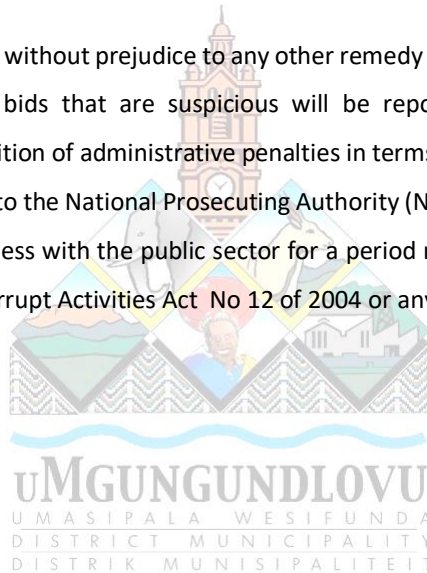 without prejudice to any other remedy
bids that are suspicious will be repo
ition of administrative penalties in terms
to the National Prosecuting Authority (N
ess with the public sector for a period r
rrupt Activities Act No 12 of 2004 or any
UMGUNGUNDLOVU
UMASIPALA WESIFUNDA
DISTRICT MUNICIPALITY
DISTRIK MUNISIPALITEIT